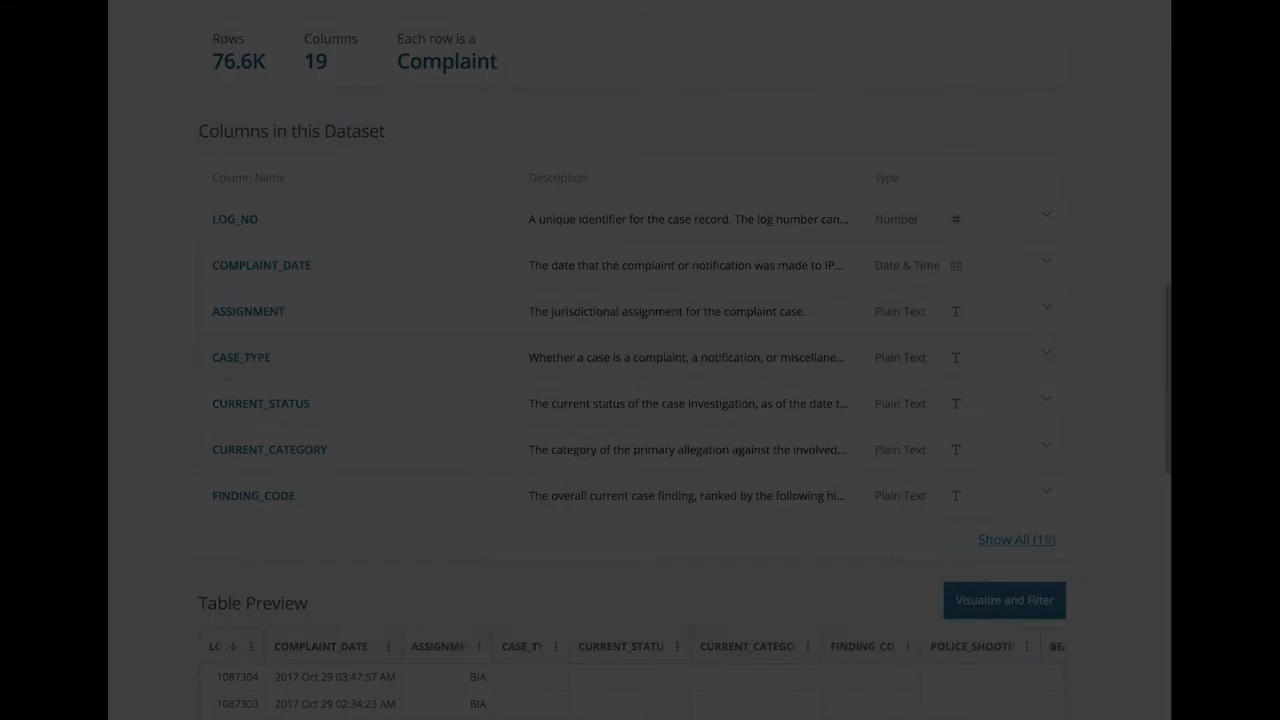 Rows Columns Each row is a
76.6K 19 Complaint
Columns in this Dataset
Column Name Description Type
LOG_NO A unique identifier for the case record. The log number can... Number #
COMPLAINT_DATE The date that the complaint or notification was made to IP... Date & Time
ASSIGNMENT The jurisdictional assignment for the complaint case. Plain Text T
CASE_TYPE Whether a case is a complaint, a notification, or miscellane... Plain Text T
CURRENT_STATUS The current status of the case investigation, as of the date t... Plain Text T
CURRENT_CATEGORY The category of the primary allegation against the involved... Plain Text T
FINDING_CODE The overall current case finding, ranked by the following hi... Plain Text T
Show All (19)
Table Preview Visualize and Filter
LC COMPLAINT_DATE ASSIGNME CASE_TY CURRENT_STATU CURRENT_CATEGO FINDING_CO POLICE_SHOOTI BEA
1087304 2017 Oct 29 03:47:57 AM BIA
1087303 2017 Oct 29 02:34:23 AM BIA